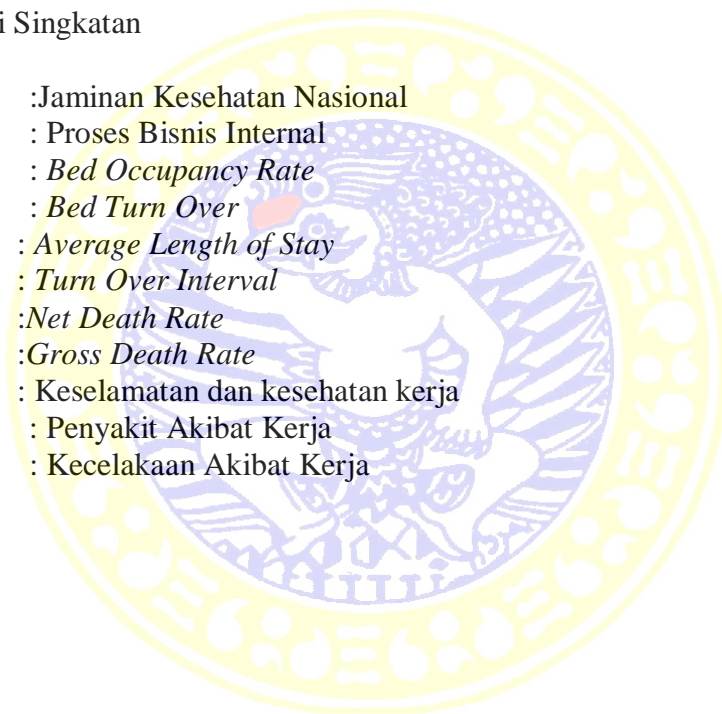 i Singkatan
:Jaminan Kesehatan Nasional
: Proses Bisnis Internal
: Bed Occupancy Rate
: Bed Turn Over
: Average Length of Stay
: Turn Over Interval
:Net Death Rate
:Gross Death Rate
: Keselamatan dan kesehatan kerja
: Penyakit Akibat Kerja
: Kecelakaan Akibat Kerja